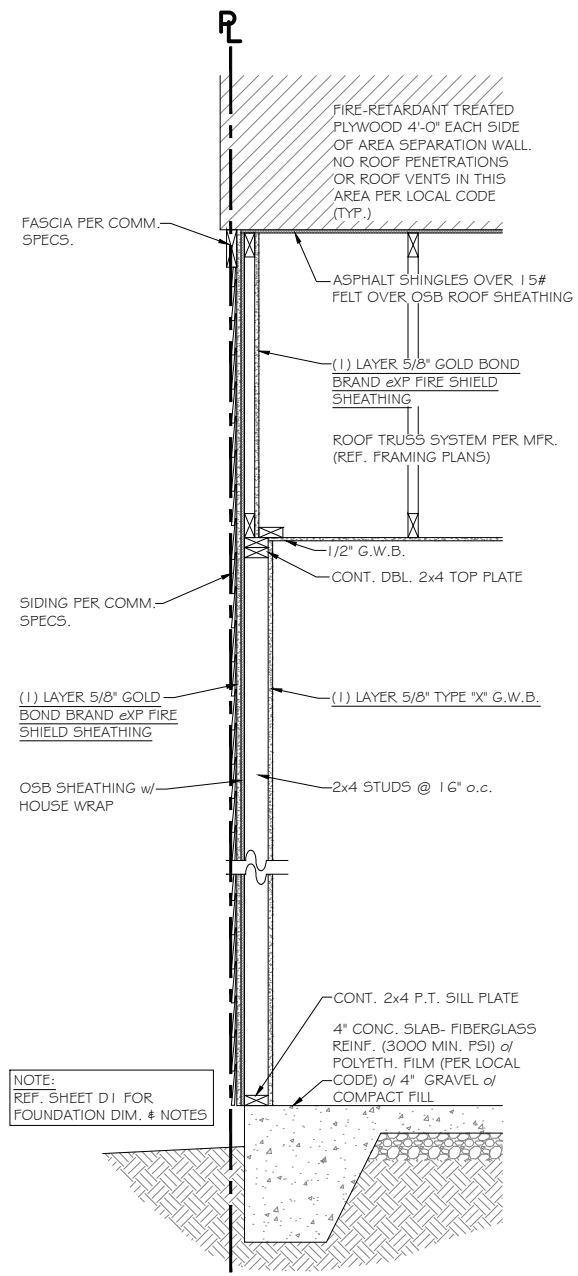 PL
FIRE-RETARDANT TREATED
PLYWOOD 4'-0" EACH SIDE
OF AREA SEPARATION WALL.
NO ROOF PENETRATIONS
OR ROOF VENTS IN THIS
AREA PER LOCAL CODE
(TYP.)
FASCIA PER COMM.
SPECS.
ASPHALT SHINGLES OVER 15#
FELT OVER OSB ROOF SHEATHING
(1) LAYER 5/8" GOLD BOND
BRAND eXP FIRE SHIELD
SHEATHING
ROOF TRUSS SYSTEM PER MFR.
(REF. FRAMING PLANS)
1/2" G.W.B.
CONT. DBL. 2x4 TOP PLATE
SIDING PER COMM.
SPECS.
(1) LAYER 5/8" GOLD
BOND BRAND eXP FIRE
SHIELD SHEATHING
(1) LAYER 5/8" TYPE "X" G.W.B.
OSB SHEATHING w/
HOUSE WRAP
2x4 STUDS @ 16" o.c.
CONT. 2x4 P.T. SILL PLATE
4" CONC. SLAB- FIBERGLASS
REINF. (3000 MIN. PSI) o/
POLYETH. FILM (PER LOCAL
CODE) o/ 4" GRAVEL o/
COMPACT FILL
NOTE:
REF. SHEET D1 FOR
FOUNDATION DIM. & NOTES